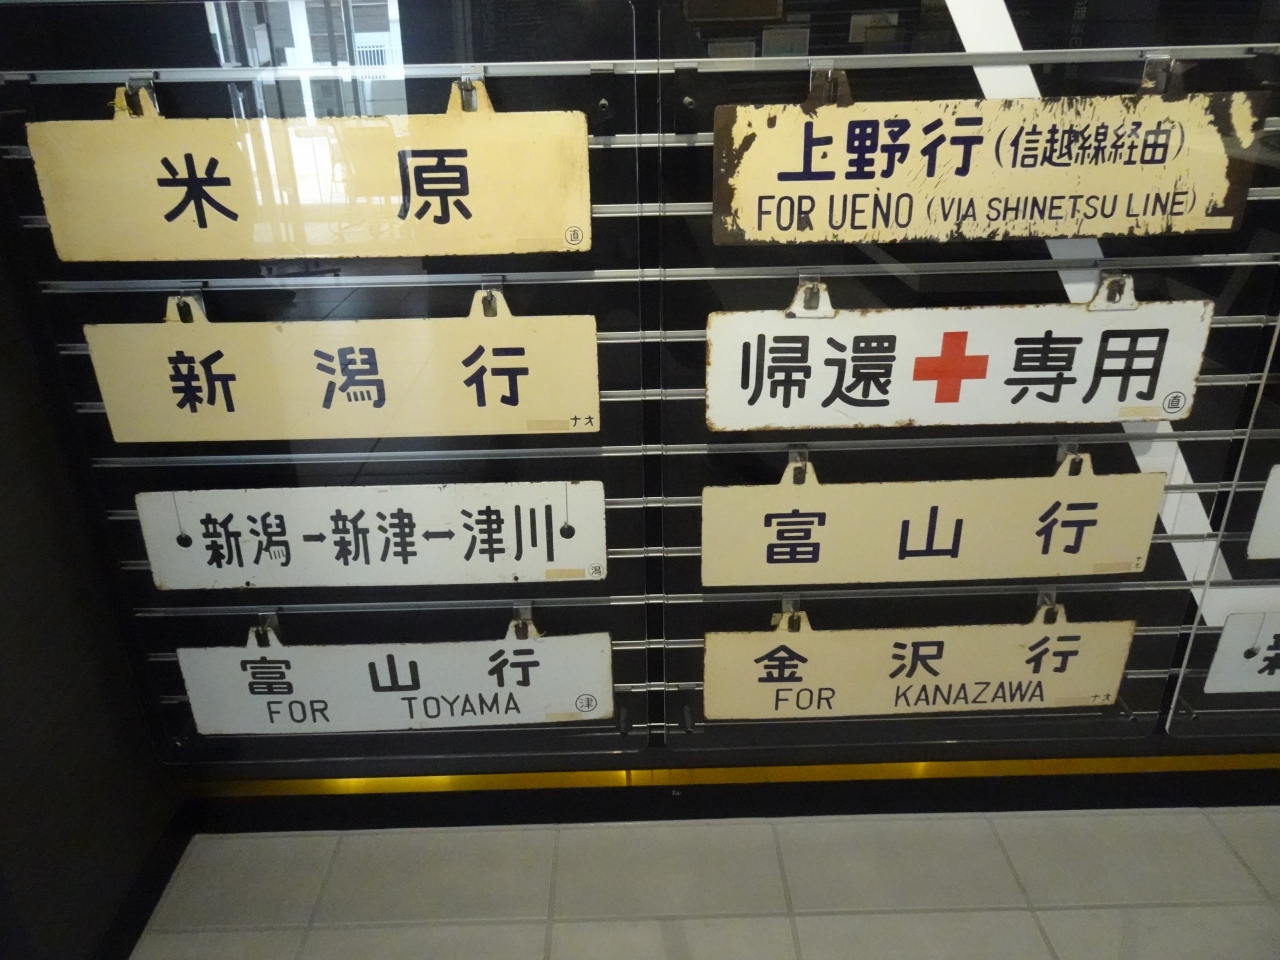 米原
直
新潟行
ナオ
新潟→新津←津川
潟
富山行
FOR TOYAMA
津
上野行(信越線経由)
FOR UENO (VIA SHINETSU LINE)
帰還 専用
直
富山行
金沢行
FOR KANAZAWA
ナオ